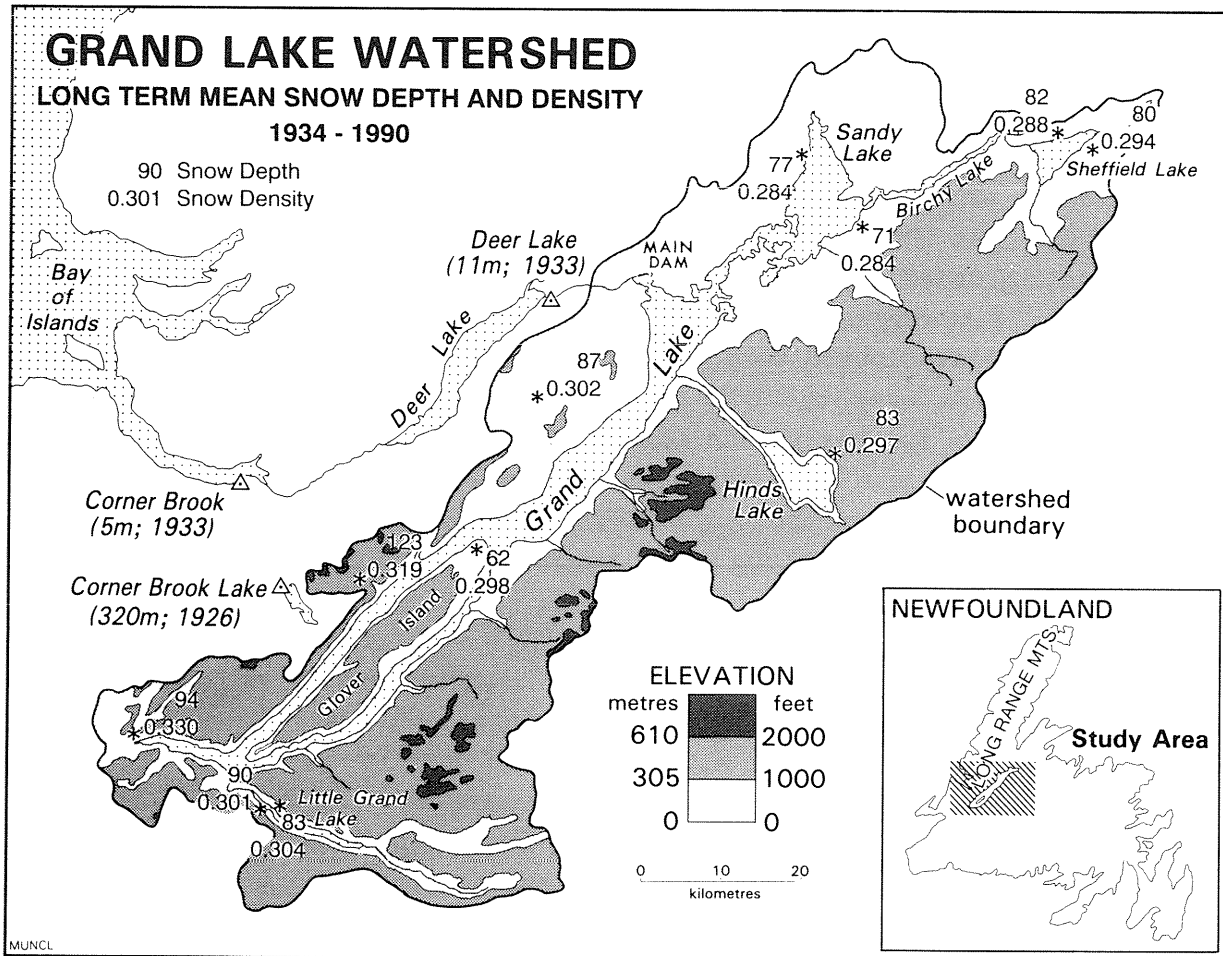 GRAND LAKE WATERSHED
LONG TERM MEAN SNOW DEPTH AND DENSITY
1934 - 1990
90 Snow Depth
0.301 Snow Density
82
0.288
80
0.294
Sheffield Lake
Sandy
Lake
77
0.284
Birchy Lake
71
0.284
Deer Lake
(11m; 1933)
MAIN
DAM
Bay
of
Islands
Deer Lake
87
0.302
Grand Lake
83
0.297
Hinds
Lake
watershed
boundary
Corner Brook
(5m; 1933)
123
0.319
62
0.298
Corner Brook Lake
(320m; 1926)
Glover Island
94
0.330
90
0.301
Little Grand
Lake
83
0.304
ELEVATION
metres feet
610 2000
305 1000
0 0
0 10 20
kilometres
NEWFOUNDLAND
LONG RANGE MTS.
Study Area
MUNCL